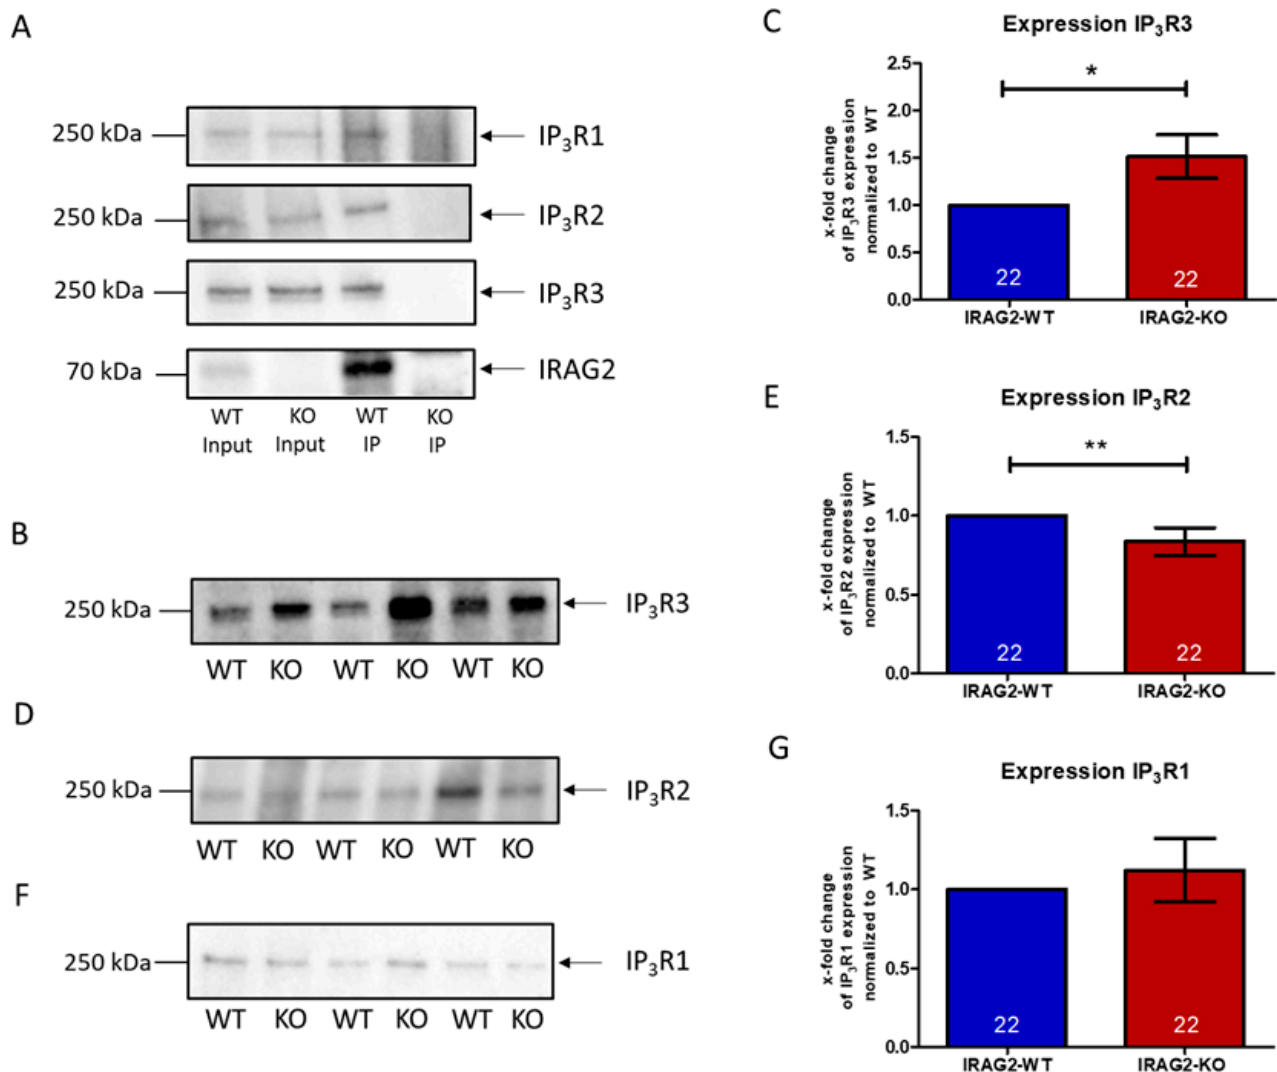 A
250 kDa
IP₃R1
250 kDa
IP₃R2
250 kDa
IP₃R3
70 kDa
IRAG2
WT KO WT KO
Input Input IP IP
B
250 kDa
IP₃R3
WT KO WT KO WT KO
D
250 kDa
IP₃R2
WT KO WT KO WT KO
F
250 kDa
IP₃R1
WT KO WT KO WT KO
C
Expression IP₃R3
x-fold change
of IP₃R3 expression
normalized to WT
2.5
2.0
1.5
1.0
0.5
0.0
*
22 22
IRAG2-WT IRAG2-KO
E
Expression IP₃R2
x-fold change
of IP₃R2 expression
normalized to WT
1.5
1.0
0.5
0.0
**
22 22
IRAG2-WT IRAG2-KO
G
Expression IP₃R1
x-fold change
of IP₃R1 expression
normalized to WT
1.5
1.0
0.5
0.0
22 22
IRAG2-WT IRAG2-KO